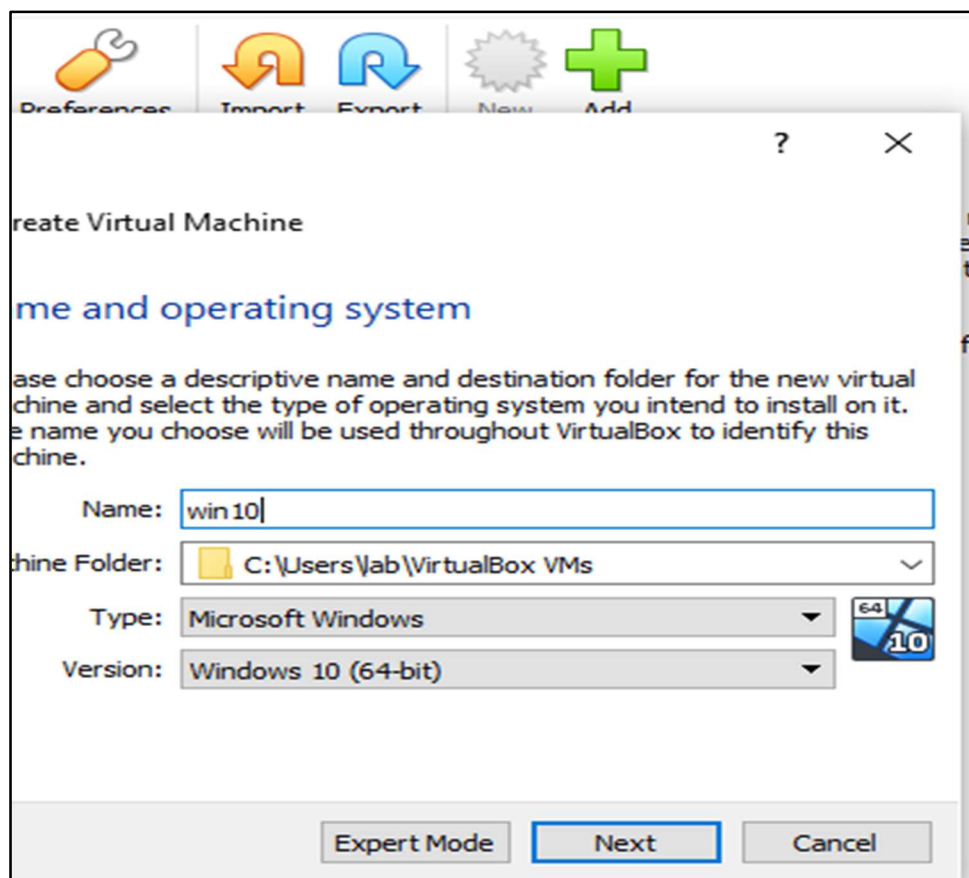 Preferences Import Export New Add
?
reate Virtual Machine
me and operating system
ase choose a descriptive name and destination folder for the new virtual
chine and select the type of operating system you intend to install on it.
e name you choose will be used throughout VirtualBox to identify this
chine.
Name: win10
hine Folder: C:\Users\lab\VirtualBox VMs
Type: Microsoft Windows 64
10
Version: Windows 10 (64-bit)
Expert Mode Next Cancel